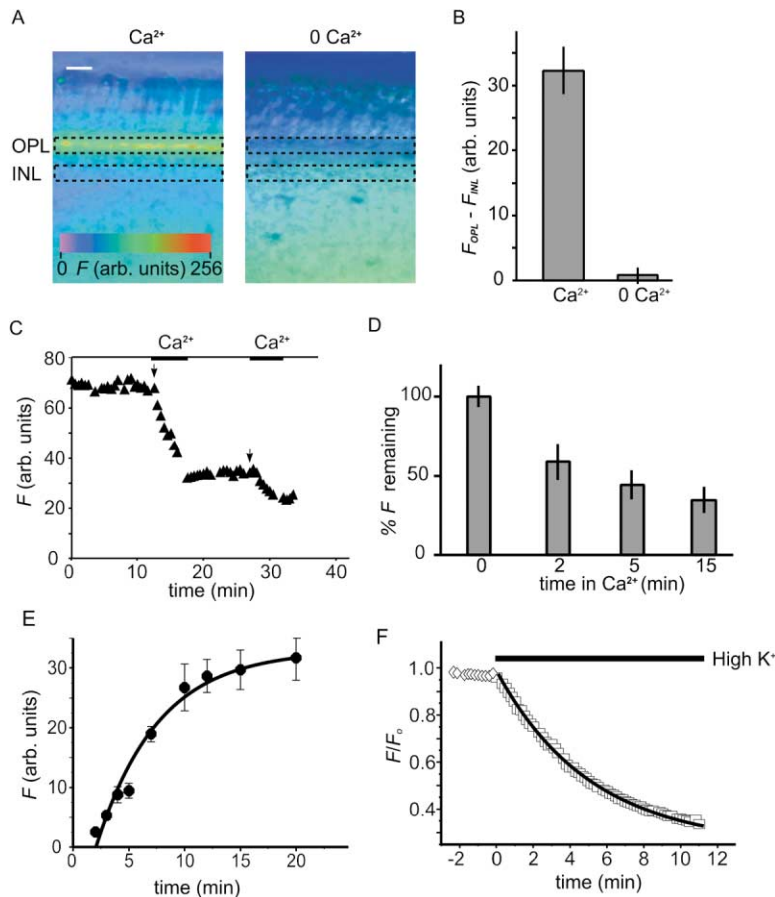 A
Ca²⁺
0 Ca²⁺
OPL
INL
0 F (arb. units) 256
B
F_OPL - F_INL (arb. units)
30
20
10
0
Ca²⁺
0 Ca²⁺
C
Ca²⁺
Ca²⁺
F (arb. units)
80
60
40
20
0
0
10
20
30
40
time (min)
D
% F remaining
100
50
0
0
2
5
15
time in Ca²⁺ (min)
E
F (arb. units)
30
20
10
0
0
5
10
15
20
time (min)
F
High K⁺
F/Fₒ
1.0
0.8
0.6
0.4
-2
0
2
4
6
8
10
12
time (min)